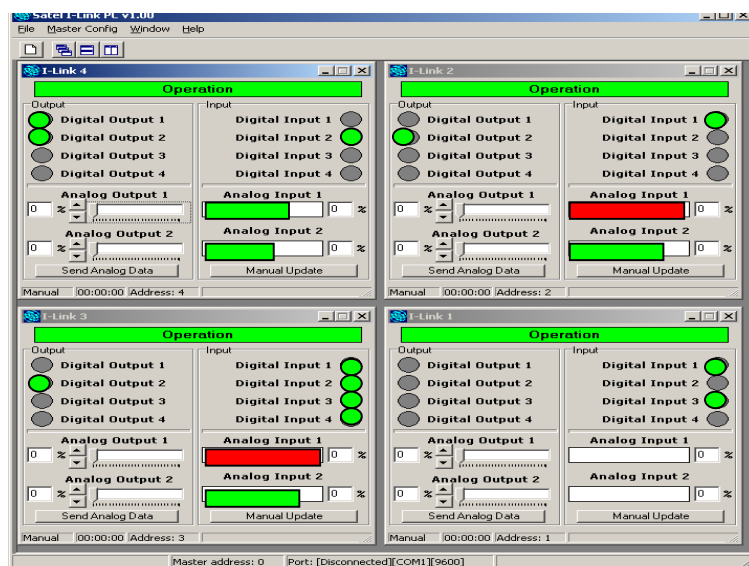 Satel I-Link PC v1.00
File Master Config Window Help
I-Link 4
Operation
Output Input
Digital Output 1 Digital Input 1
Digital Output 2 Digital Input 2
Digital Output 3 Digital Input 3
Digital Output 4 Digital Input 4
Analog Output 1 Analog Input 1
0 % 0 %
Analog Output 2 Analog Input 2
0 % 0 %
Send Analog Data Manual Update
Manual 00:00:00 Address: 4
I-Link 2
Operation
Output Input
Digital Output 1 Digital Input 1
Digital Output 2 Digital Input 2
Digital Output 3 Digital Input 3
Digital Output 4 Digital Input 4
Analog Output 1 Analog Input 1
0 % 0 %
Analog Output 2 Analog Input 2
0 % 0 %
Send Analog Data Manual Update
Manual 00:00:00 Address: 2
I-Link 3
Operation
Output Input
Digital Output 1 Digital Input 1
Digital Output 2 Digital Input 2
Digital Output 3 Digital Input 3
Digital Output 4 Digital Input 4
Analog Output 1 Analog Input 1
0 % 0 %
Analog Output 2 Analog Input 2
0 % 0 %
Send Analog Data Manual Update
Manual 00:00:00 Address: 3
I-Link 1
Operation
Output Input
Digital Output 1 Digital Input 1
Digital Output 2 Digital Input 2
Digital Output 3 Digital Input 3
Digital Output 4 Digital Input 4
Analog Output 1 Analog Input 1
0 % 0 %
Analog Output 2 Analog Input 2
0 % 0 %
Send Analog Data Manual Update
Manual 00:00:00 Address: 1
Master address: 0 Port: [Disconnected][COM1][9600]